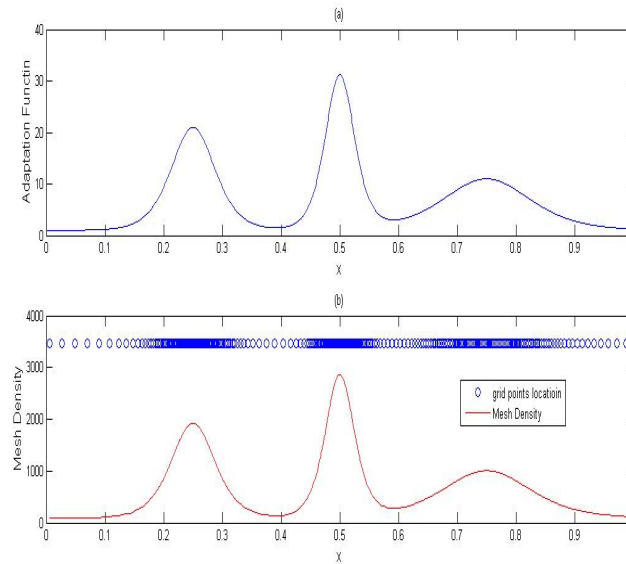 (a)
40
30
20
10
0
Adaptation Functin
0 0.1 0.2 0.3 0.4 0.5 0.6 0.7 0.8 0.9
X
(b)
4000
3000
2000
1000
0
Mesh Density
grid points locatioin
Mesh Density
0 0.1 0.2 0.3 0.4 0.5 0.6 0.7 0.8 0.9
X